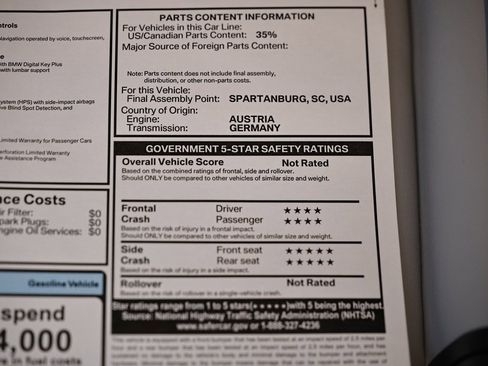 ntrols
Navigation operated by voice, touchscreen,
e
with BMW Digital Key Plus
with lumbar support
ystem (HPS) with side-impact airbags
ive Blind Spot Detection, and
Limited Warranty for Passenger Cars
erforation Limited Warranty
e Assistance Program
nce Costs
ir Filter: $0
park Plugs: $0
ngine Oil Services: $0
Gasoline Vehicle
spend
4,000
re in fuel costs
PARTS CONTENT INFORMATION
For Vehicles in this Car Line:
US/Canadian Parts Content: 35%
Major Source of Foreign Parts Content:
Note: Parts content does not include final assembly,
distribution, or other non-parts costs.
For this Vehicle:
Final Assembly Point: SPARTANBURG, SC, USA
Country of Origin:
Engine: AUSTRIA
Transmission: GERMANY
GOVERNMENT 5-STAR SAFETY RATINGS
Overall Vehicle Score Not Rated
Based on the combined ratings of frontal, side and rollover.
Should ONLY be compared to other vehicles of similar size and weight.
Frontal Driver ★★★★
Crash Passenger ★★★★
Based on the risk of injury in a frontal impact.
Should ONLY be compared to other vehicles of similar size and weight.
Side Front seat ★★★★★
Crash Rear seat ★★★★★
Based on the risk of injury in a side impact.
Rollover Not Rated
Based on the risk of rollover in a single-vehicle crash.
Star ratings range from 1 to 5 stars (★★★★★) with 5 being the highest.
Source: National Highway Traffic Safety Administration (NHTSA)
www.safercar.gov or 1-888-327-4236